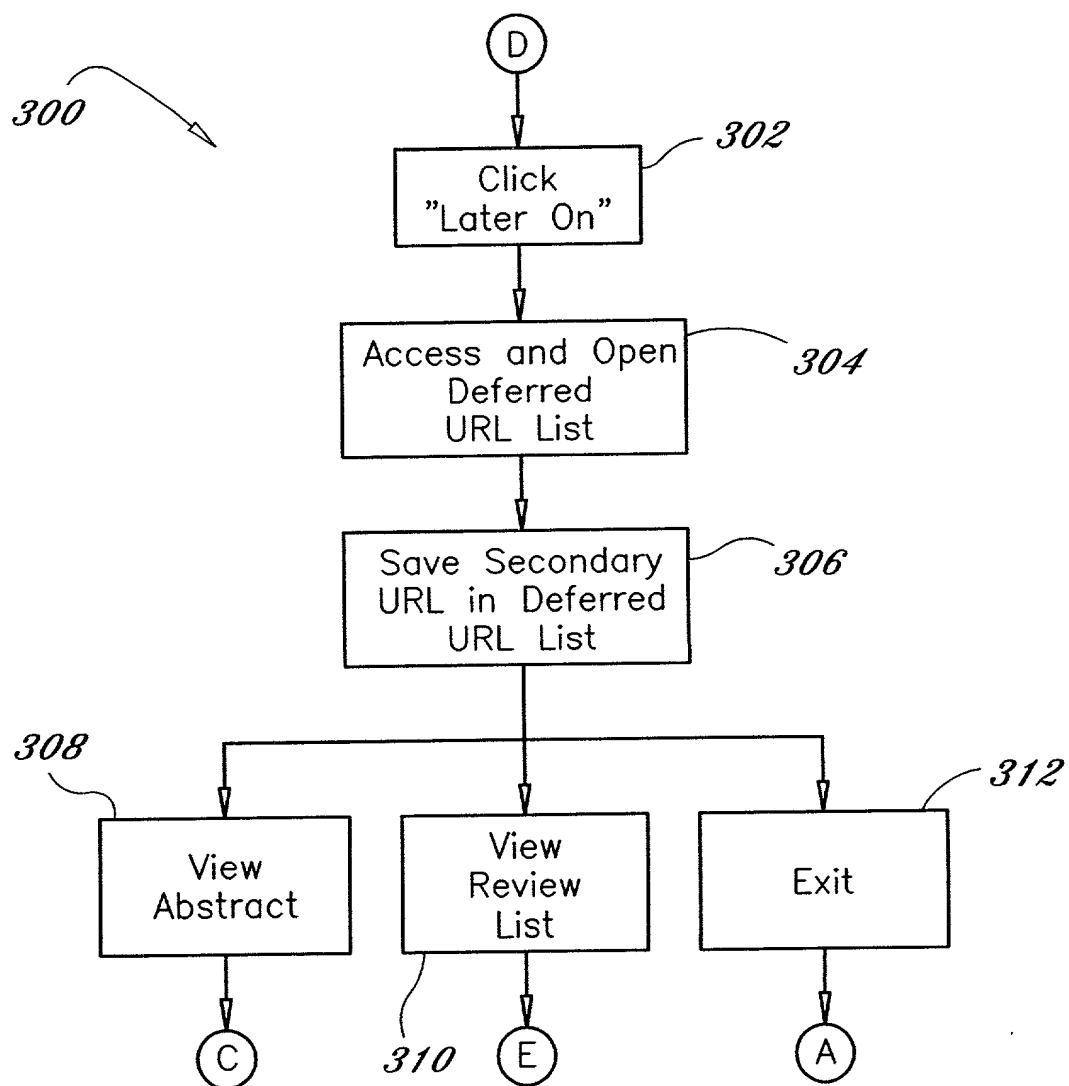 D
300
302
Click
"Later On"
304
Access and Open
Deferred
URL List
306
Save Secondary
URL in Deferred
URL List
308
312
View
Abstract
View
Review
List
Exit
310
C
E
A